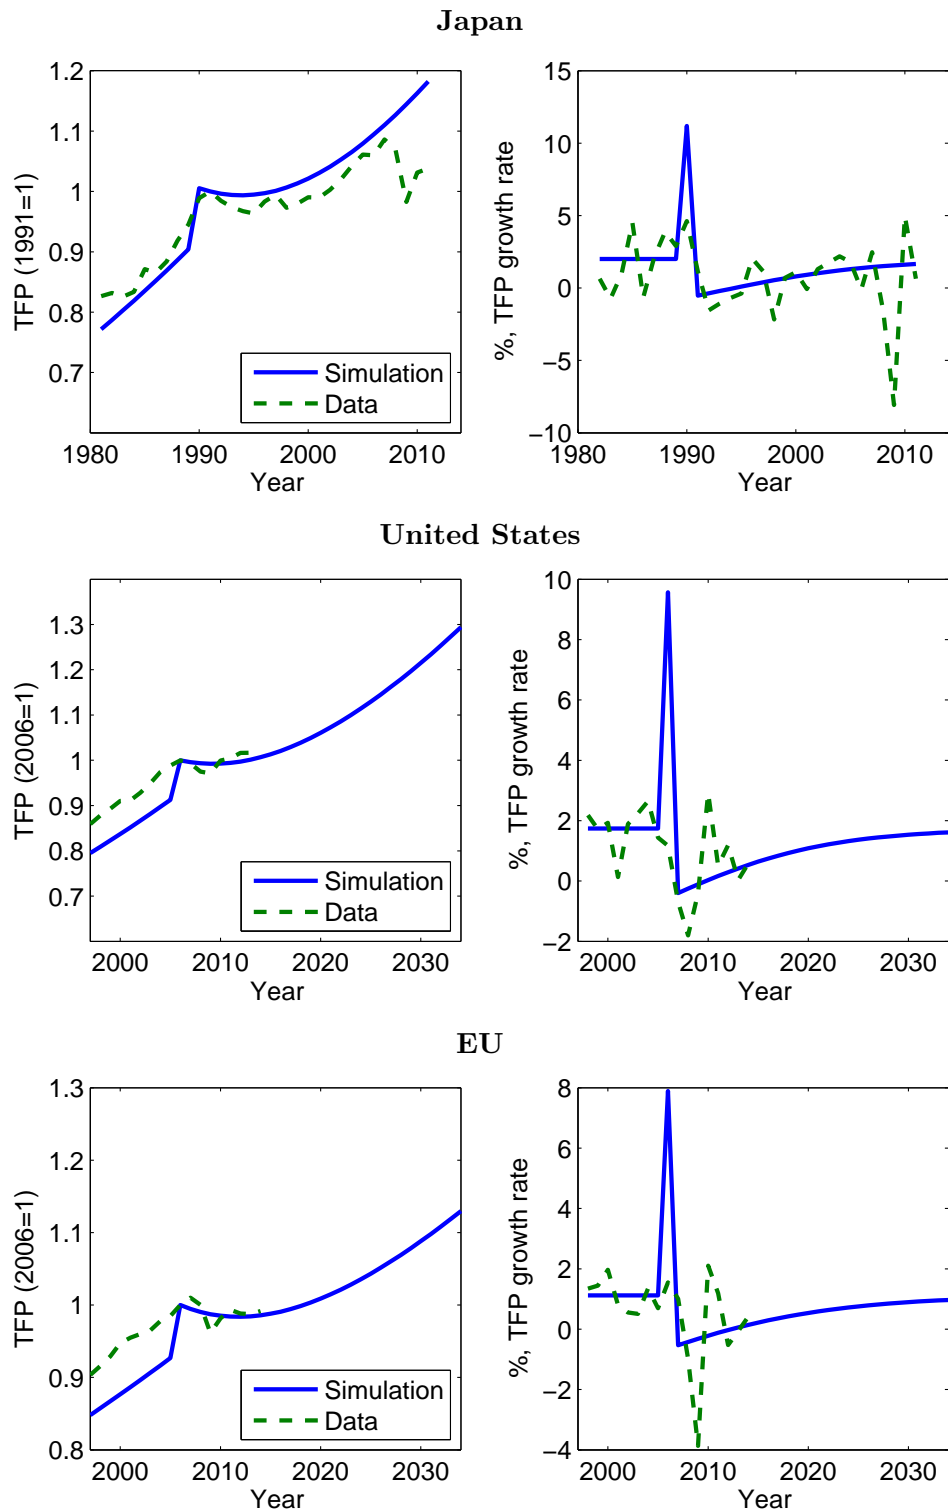 Japan
TFP (1991=1)
1.2
1.1
1
0.9
0.8
0.7
1980 1990 2000 2010
Year
Simulation
Data
%, TFP growth rate
15
10
5
0
−5
−10
1980 1990 2000 2010
Year
United States
TFP (2006=1)
1.3
1.2
1.1
1
0.9
0.8
0.7
2000 2010 2020 2030
Year
Simulation
Data
%, TFP growth rate
10
8
6
4
2
0
−2
2000 2010 2020 2030
Year
EU
TFP (2006=1)
1.3
1.2
1.1
1
0.9
0.8
2000 2010 2020 2030
Year
Simulation
Data
%, TFP growth rate
8
6
4
2
0
−2
−4
2000 2010 2020 2030
Year